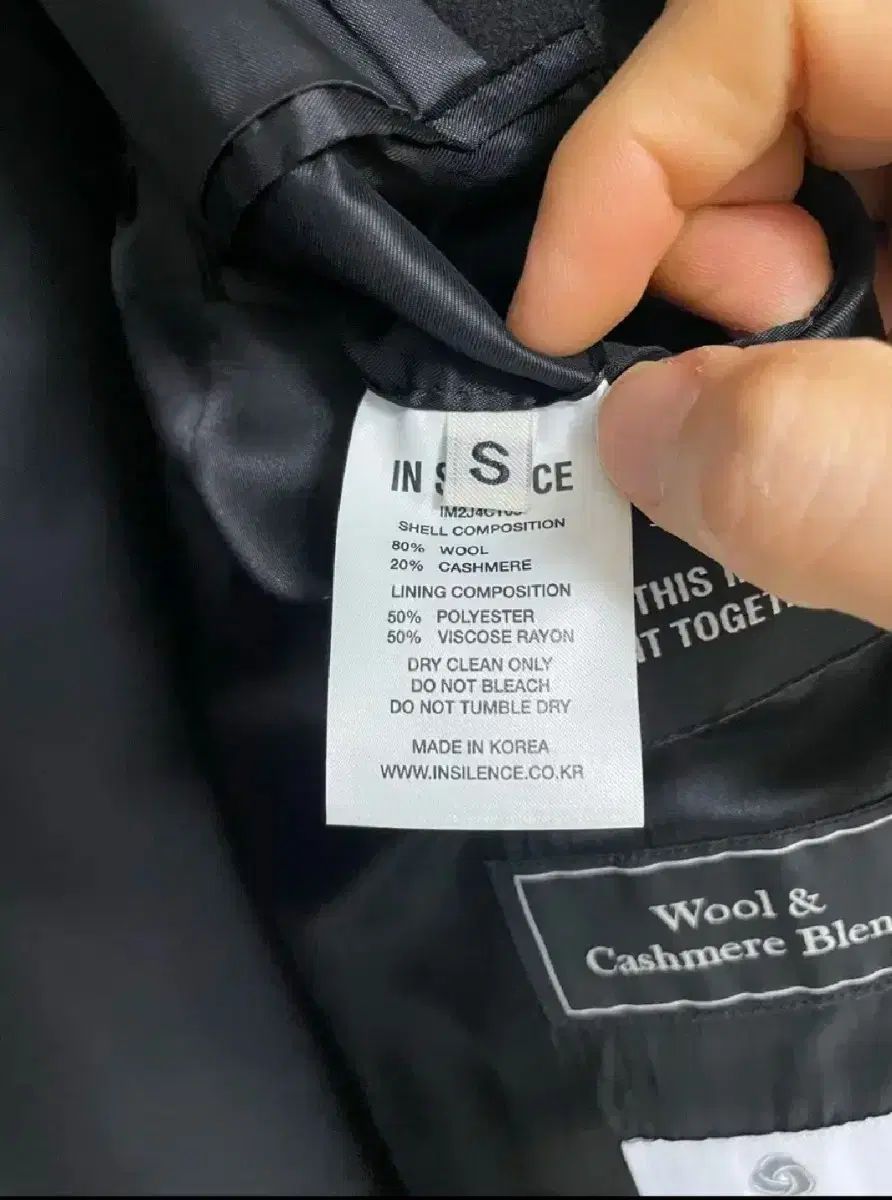 S
IN S CE
SHELL COMPOSITION
80% WOOL
20% CASHMERE
LINING COMPOSITION
50% POLYESTER
50% VISCOSE RAYON
DRY CLEAN ONLY
DO NOT BLEACH
DO NOT TUMBLE DRY
MADE IN KOREA
WWW.INSILENCE.CO.KR
THIS
Wool &
Cashmere Blen